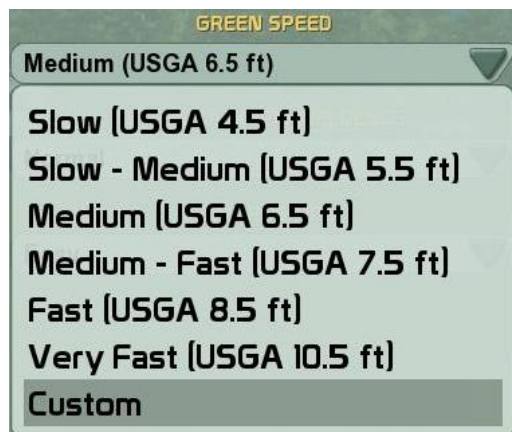 GREEN SPEED
Medium (USGA 6.5 ft)
Slow (USGA 4.5 ft)
Slow - Medium (USGA 5.5 ft)
Medium (USGA 6.5 ft)
Medium - Fast (USGA 7.5 ft)
Fast (USGA 8.5 ft)
Very Fast (USGA 10.5 ft)
Custom